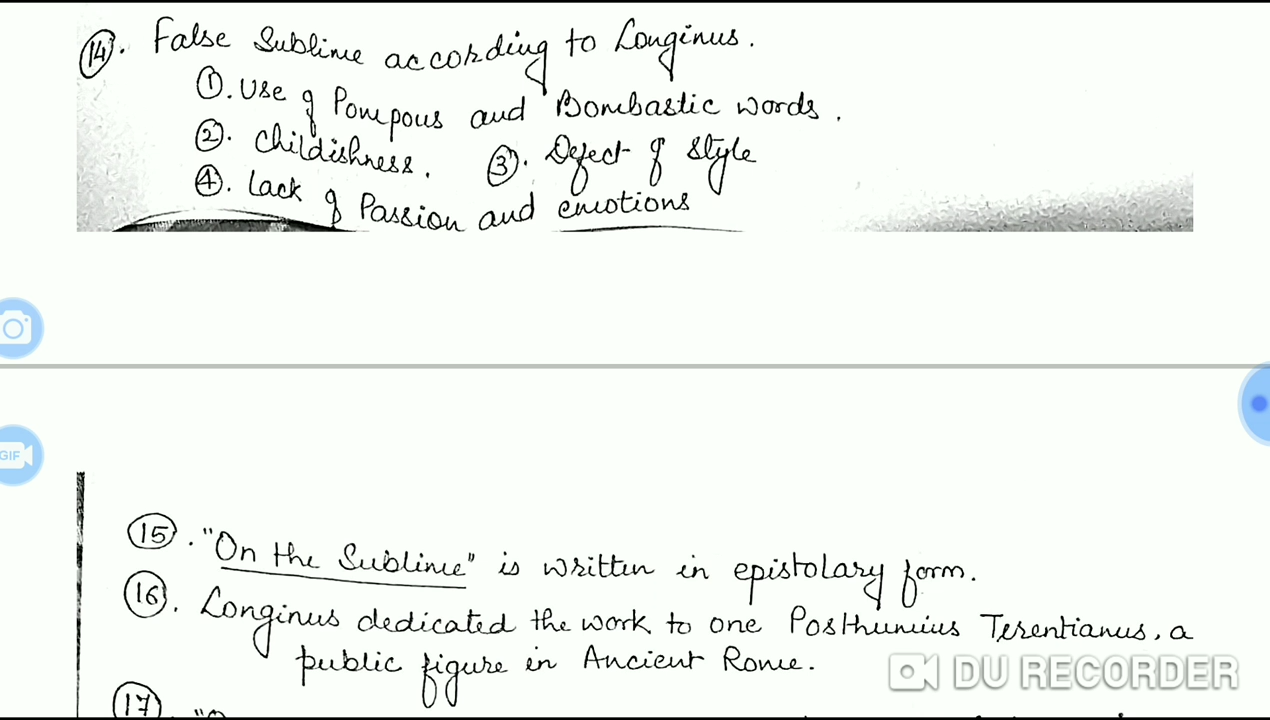 14. False Sublime according to Longinus.
1. Use of Pompous and Bombastic words.
2. Childishness. 3. Defect of Style
4. Lack of Passion and emotions
GIF
15. "On the Sublime" is written in epistolary form.
16. Longinus dedicated the work to one Posthumius Terentianus, a
public figure in Ancient Rome.
DU RECORDER
17.